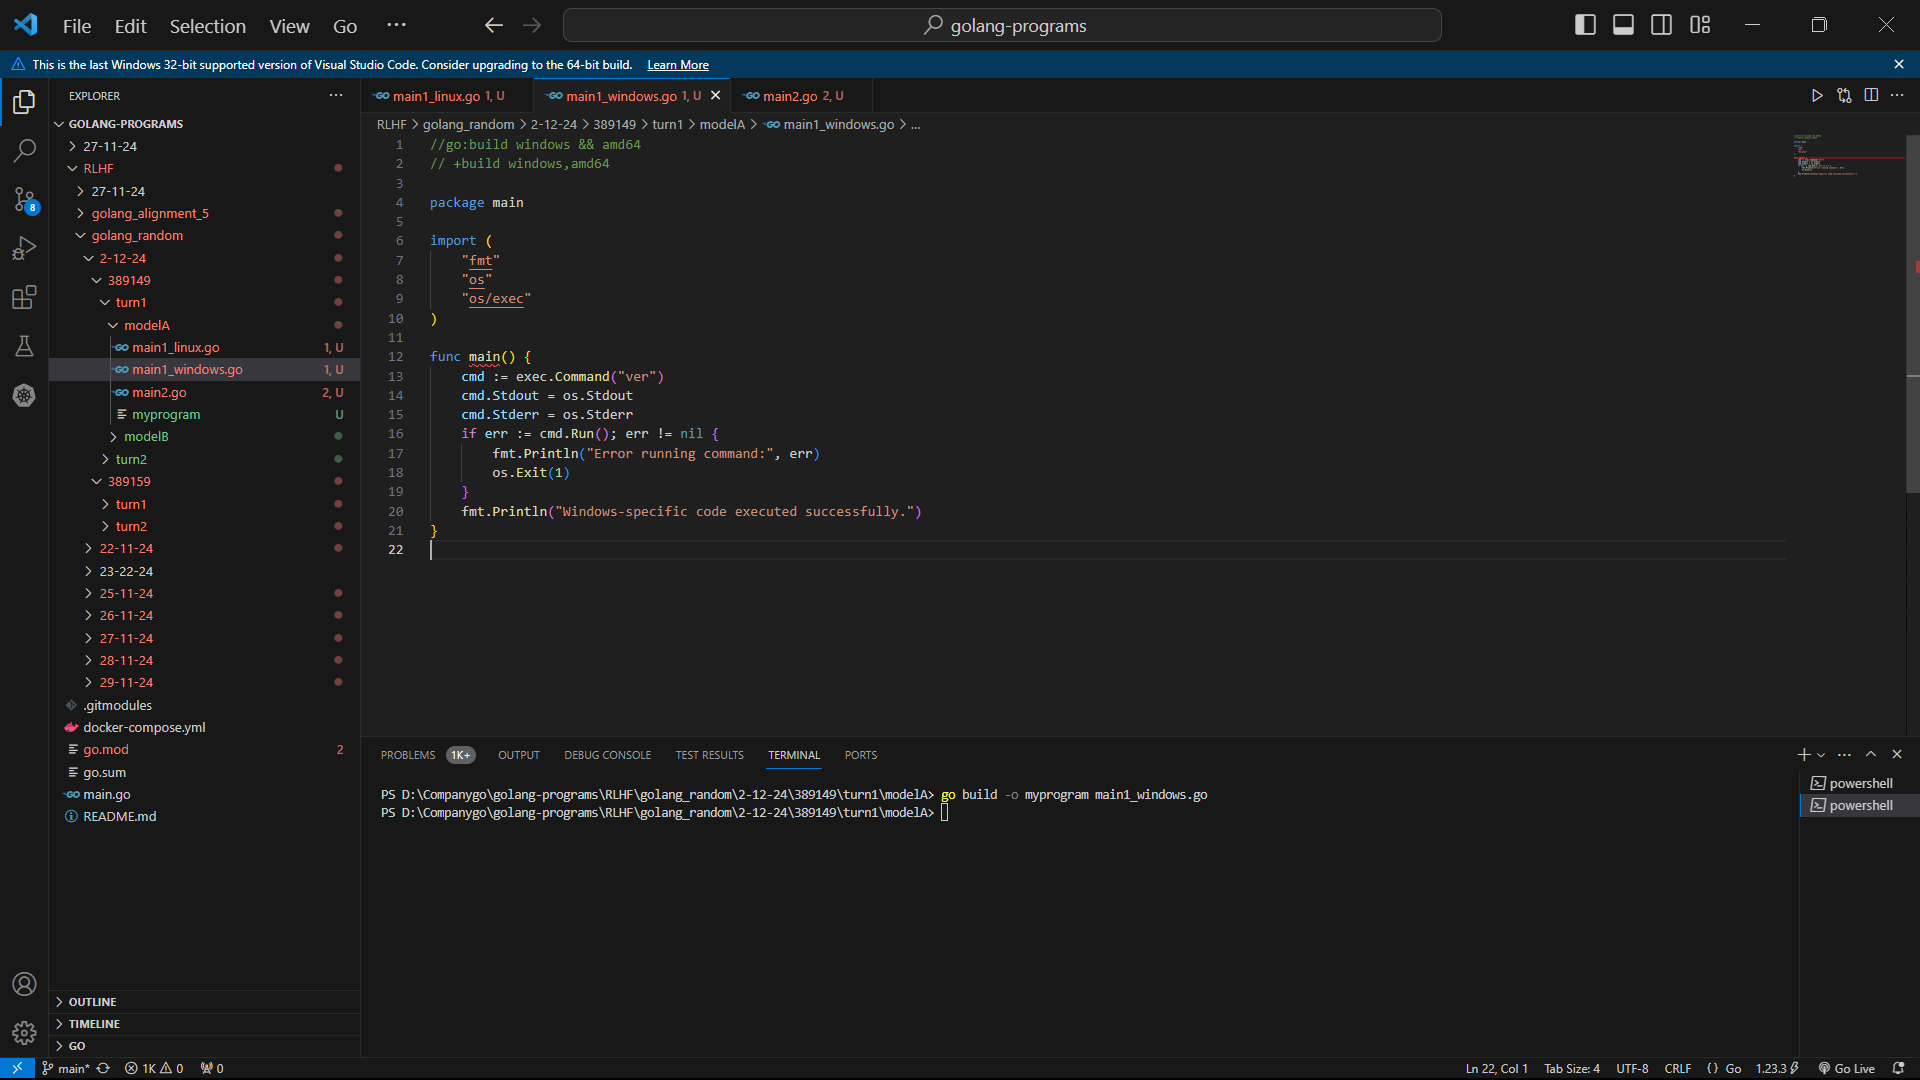 File Edit Selection View Go ··· golang-programs
This is the last Windows 32-bit supported version of Visual Studio Code. Consider upgrading to the 64-bit build. Learn More
EXPLORER ···
GOLANG-PROGRAMS
27-11-24
RLHF
27-11-24
golang_alignment_5
golang_random
2-12-24
389149
turn1
modelA
main1_linux.go 1, U
main1_windows.go 1, U
main2.go 2, U
myprogram U
modelB
turn2
389159
turn1
turn2
22-11-24
23-22-24
25-11-24
26-11-24
27-11-24
28-11-24
29-11-24
.gitmodules
docker-compose.yml
go.mod 2
go.sum
main.go
README.md
OUTLINE
TIMELINE
GO
8
main1_linux.go 1, U main1_windows.go 1, U main2.go 2, U
RLHF > golang_random > 2-12-24 > 389149 > turn1 > modelA > main1_windows.go > ...
1 //go:build windows && amd64
2 // +build windows,amd64
3
4 package main
5
6 import (
7 "fmt"
8 "os"
9 "os/exec"
10 )
11
12 func main() {
13 cmd := exec.Command("ver")
14 cmd.Stdout = os.Stdout
15 cmd.Stderr = os.Stderr
16 if err := cmd.Run(); err != nil {
17 fmt.Println("Error running command:", err)
18 os.Exit(1)
19 }
20 fmt.Println("Windows-specific code executed successfully.")
21 }
22
PROBLEMS 1K+ OUTPUT DEBUG CONSOLE TEST RESULTS TERMINAL PORTS
PS D:\Companygo\golang-programs\RLHF\golang_random\2-12-24\389149\turn1\modelA> go build -o myprogram main1_windows.go
PS D:\Companygo\golang-programs\RLHF\golang_random\2-12-24\389149\turn1\modelA>
powershell
powershell
main* 1K 0 0 Ln 22, Col 1 Tab Size: 4 UTF-8 CRLF {} Go 1.23.3 Go Live